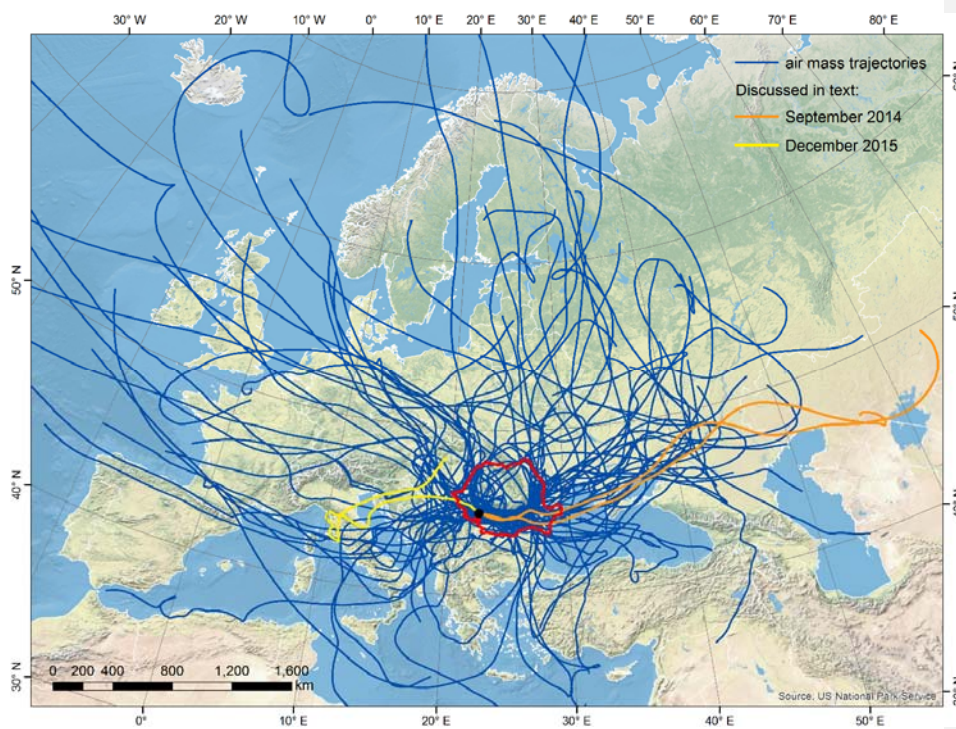 30° W 20° W 10° W 0° 10° E 20° E 30° E 40° E 50° E 60° E 70° E 80° E
air mass trajectories
Discussed in text:
September 2014
December 2015
50° N
40° N
30° N
0 200 400 800 1,200 1,600
km
Source: US National Park Service
0° 10° E 20° E 30° E 40° E 50° E